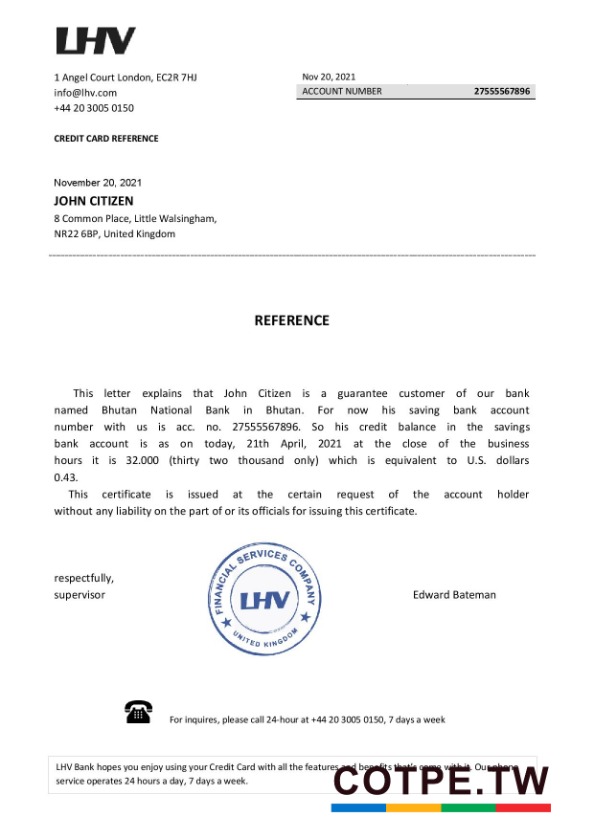 LHV
1 Angel Court London, EC2R 7HJ
info@lhv.com
+44 20 3005 0150
Nov 20, 2021
ACCOUNT NUMBER 27555567896
CREDIT CARD REFERENCE
November 20, 2021
JOHN CITIZEN
8 Common Place, Little Walsingham,
NR22 6BP, United Kingdom
REFERENCE
This letter explains that John Citizen is a guarantee customer of our bank
named Bhutan National Bank in Bhutan. For now his saving bank account
number with us is acc. no. 27555567896. So his credit balance in the savings
bank account is as on today, 21th April, 2021 at the close of the business
hours it is 32.000 (thirty two thousand only) which is equivalent to U.S. dollars
0.43.
This certificate is issued at the certain request of the account holder
without any liability on the part of or its officials for issuing this certificate.
respectfully,
supervisor
FINANCIAL SERVICES COMPANY
LHV
UNITED KINGDOM
Edward Bateman
For inquires, please call 24-hour at +44 20 3005 0150, 7 days a week
LHV Bank hopes you enjoy using your Credit Card with all the features and benefits that's come with it. Our phone
service operates 24 hours a day, 7 days a week.
COTPE.TW